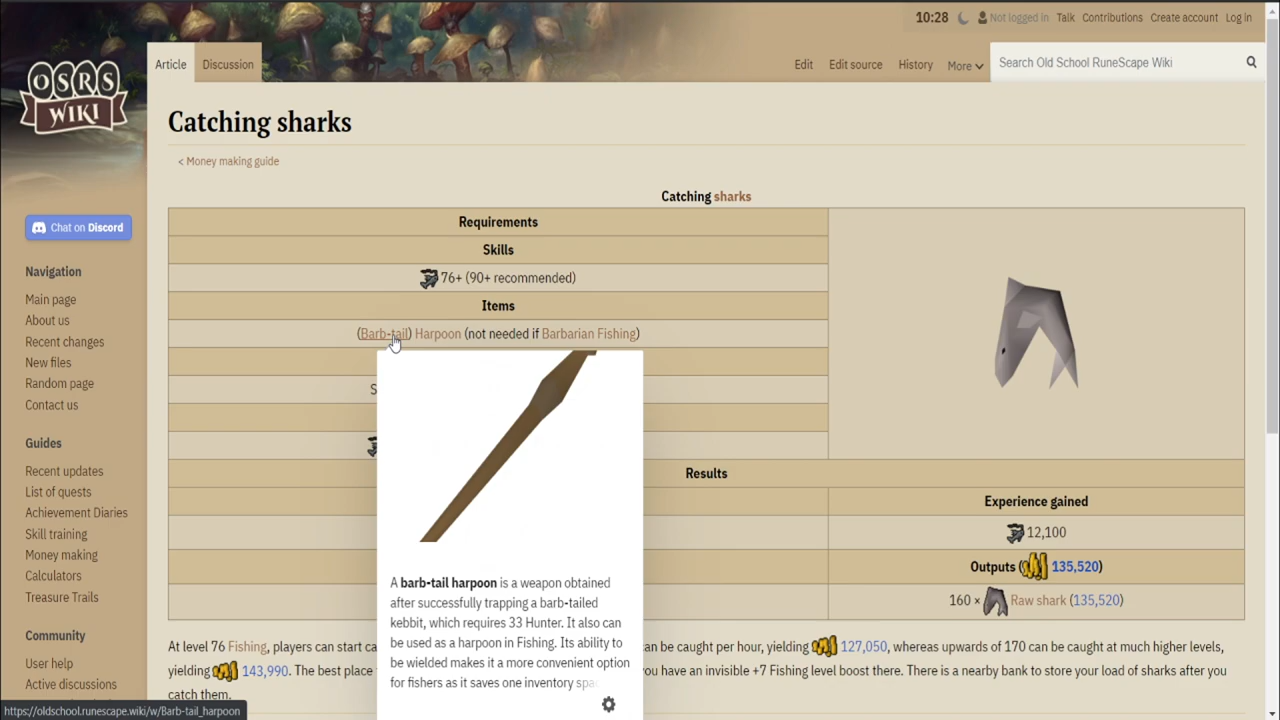 10:28 Not logged in Talk Contributions Create account Log in
OSRS
WIKI
Article Discussion Edit Edit source History More Search Old School RuneScape Wiki
Catching sharks
< Money making guide
Chat on Discord
Navigation
Main page
About us
Recent changes
New files
Random page
Contact us
Guides
Recent updates
List of quests
Achievement Diaries
Skill training
Money making
Calculators
Treasure Trails
Community
User help
Active discussions
Catching sharks
Requirements
Skills
76+ (90+ recommended)
Items
(Barb-tail) Harpoon (not needed if Barbarian Fishing)
S
Results
Experience gained
12,100
Outputs ( 135,520)
160 × Raw shark (135,520)
A barb-tail harpoon is a weapon obtained
after successfully trapping a barb-tailed
kebbit, which requires 33 Hunter. It also can
be used as a harpoon in Fishing. Its ability to
be wielded makes it a more convenient option
for fishers as it saves one inventory
At level 76 Fishing, players can start ca n be caught per hour, yielding 127,050, whereas upwards of 170 can be caught at much higher levels,
yielding 143,990. The best place you have an invisible +7 Fishing level boost there. There is a nearby bank to store your load of sharks after you
catch them.
https://oldschool.runescape.wiki/w/Barb-tail_harpoon